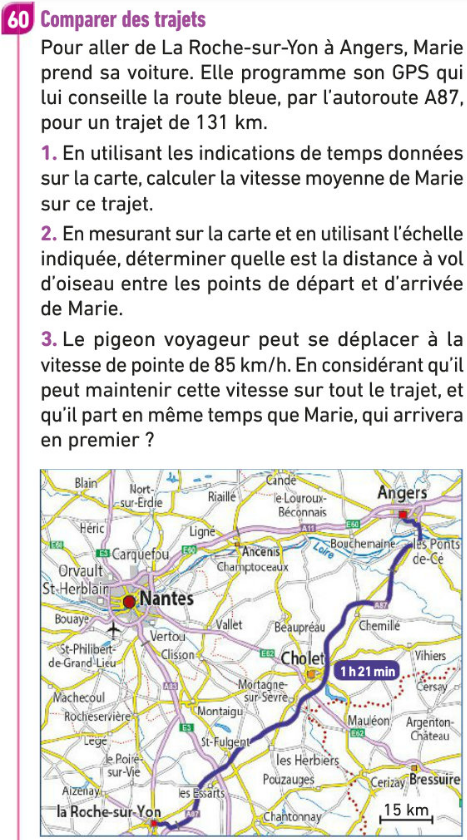 60 Comparer des trajets
Pour aller de La Roche-sur-Yon à Angers, Marie
prend sa voiture. Elle programme son GPS qui
lui conseille la route bleue, par l’autoroute A87,
pour un trajet de 131 km.
1. En utilisant les indications de temps données
sur la carte, calculer la vitesse moyenne de Marie
sur ce trajet.
2. En mesurant sur la carte et en utilisant l’échelle
indiquée, déterminer quelle est la distance à vol
d’oiseau entre les points de départ et d’arrivée
de Marie.
3. Le pigeon voyageur peut se déplacer à la
vitesse de pointe de 85 km/h. En considérant qu’il
peut maintenir cette vitesse sur tout le trajet, et
qu’il part en même temps que Marie, qui arrivera
en premier ?
Blain
Nort-
-sur-Erdre
Riaillé
Candé
le-Louroux-
Béconnais
Angers
Héric
Ligné
A11
E60
E60
E3
Carquefou
E60
Ancenis
Bouchemaine
les Ponts
-de-Cé
Loire
Orvault
Champtoceaux
St-Herblain
Nantes
A87
Bouaye
Vertou
Vallet
Beaupréau
Chemillé
St-Philibert-
de-Grand-Lieu
Clisson
E62
Cholet
1 h 21 min
Vihiers
Machecoul
A83
Mortagne-
sur-Sèvre
Cersay
Rocheservière
Montaigu
Mauléon
Argenton-
Château
E3
E62
Legé
St-Fulgent
le Poiré-
sur-Vie
les Herbiers
Pouzauges
Cerizay
Bressuire
Aizenay
les Essarts
la Roche-sur-Yon
A87
Chantonnay
15 km